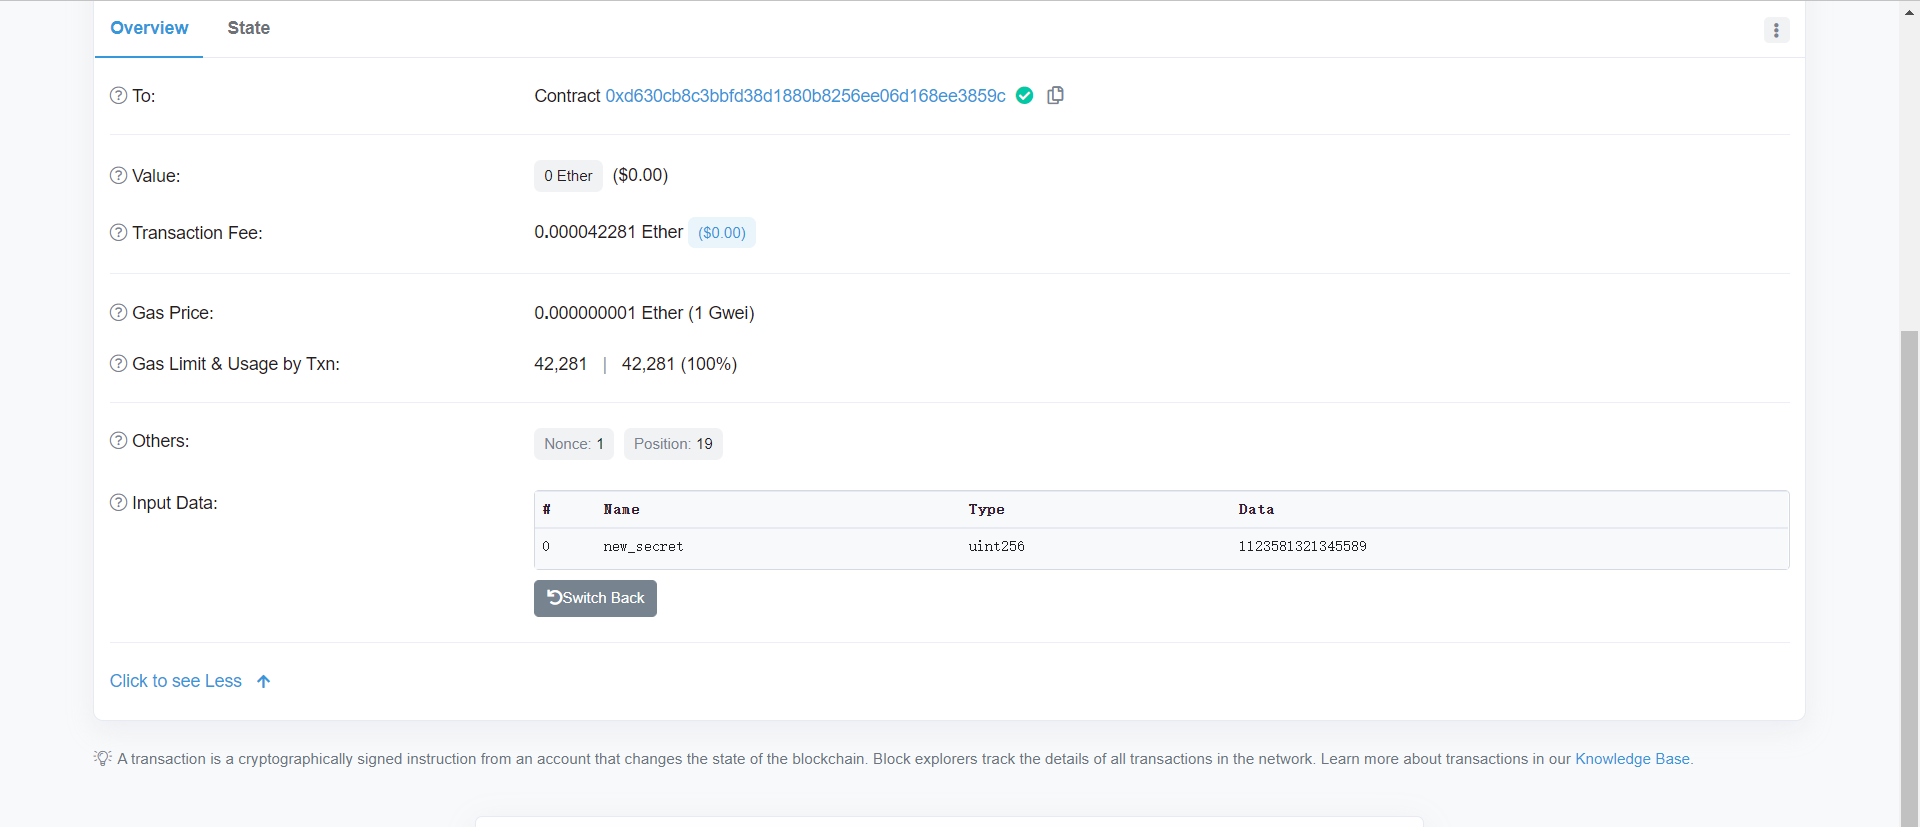 Overview State
To: Contract 0xd630cb8c3bbfd38d1880b8256ee06d168ee3859c
Value: 0 Ether ($0.00)
Transaction Fee: 0.000042281 Ether ($0.00)
Gas Price: 0.000000001 Ether (1 Gwei)
Gas Limit & Usage by Txn: 42,281 | 42,281 (100%)
Others: Nonce: 1 Position: 19
Input Data:
# Name Type Data
0 new_secret uint256 1123581321345589
Switch Back
Click to see Less
A transaction is a cryptographically signed instruction from an account that changes the state of the blockchain. Block explorers track the details of all transactions in the network. Learn more about transactions in our Knowledge Base.